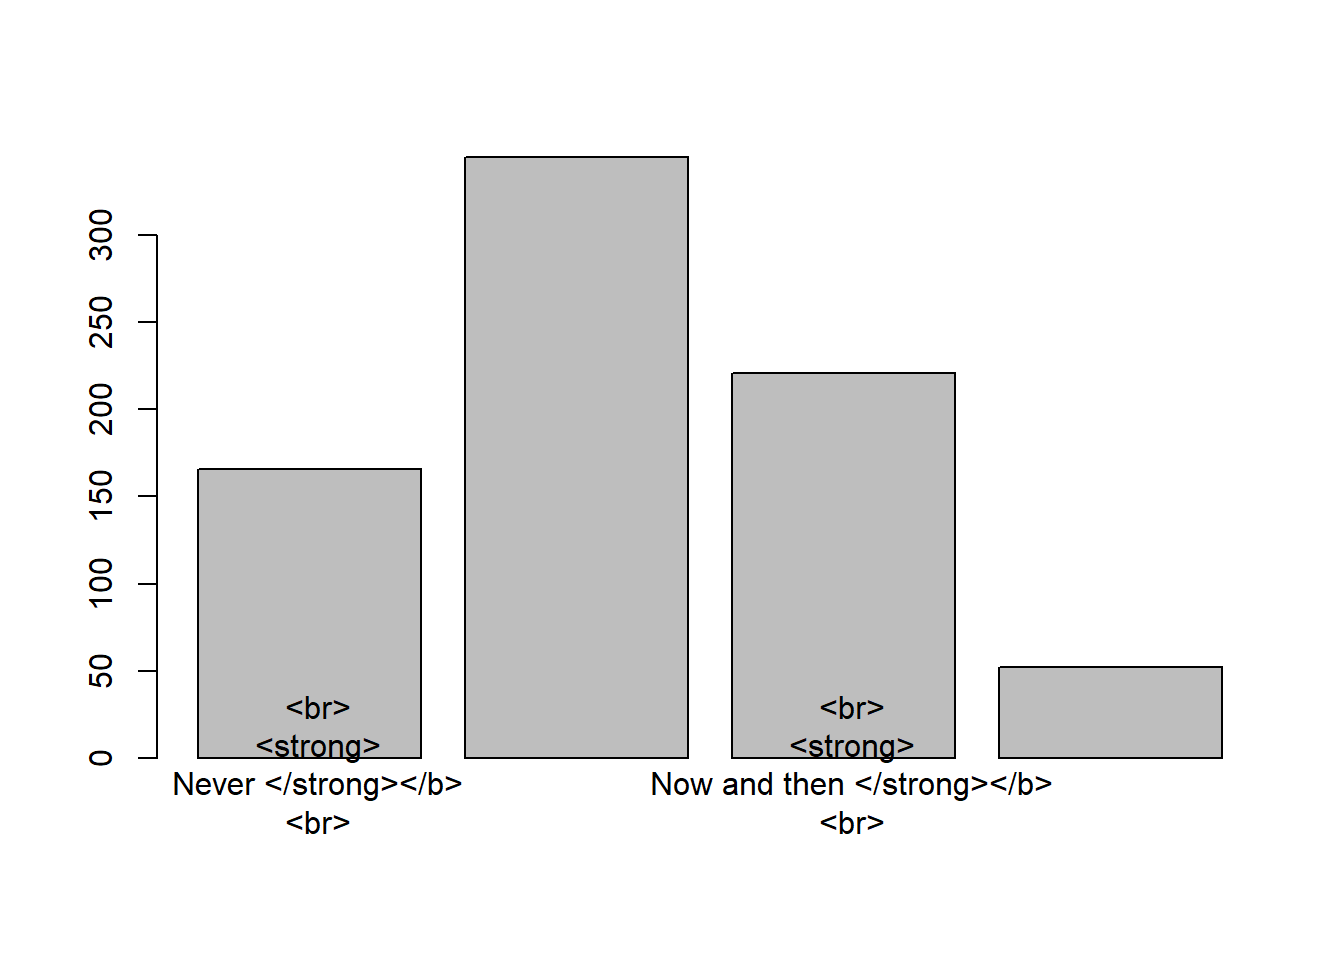 300
250
200
150
100
50
0
<br>
<strong>
Never </strong></b>
<br>
<br>
<strong>
Now and then </strong></b>
<br>